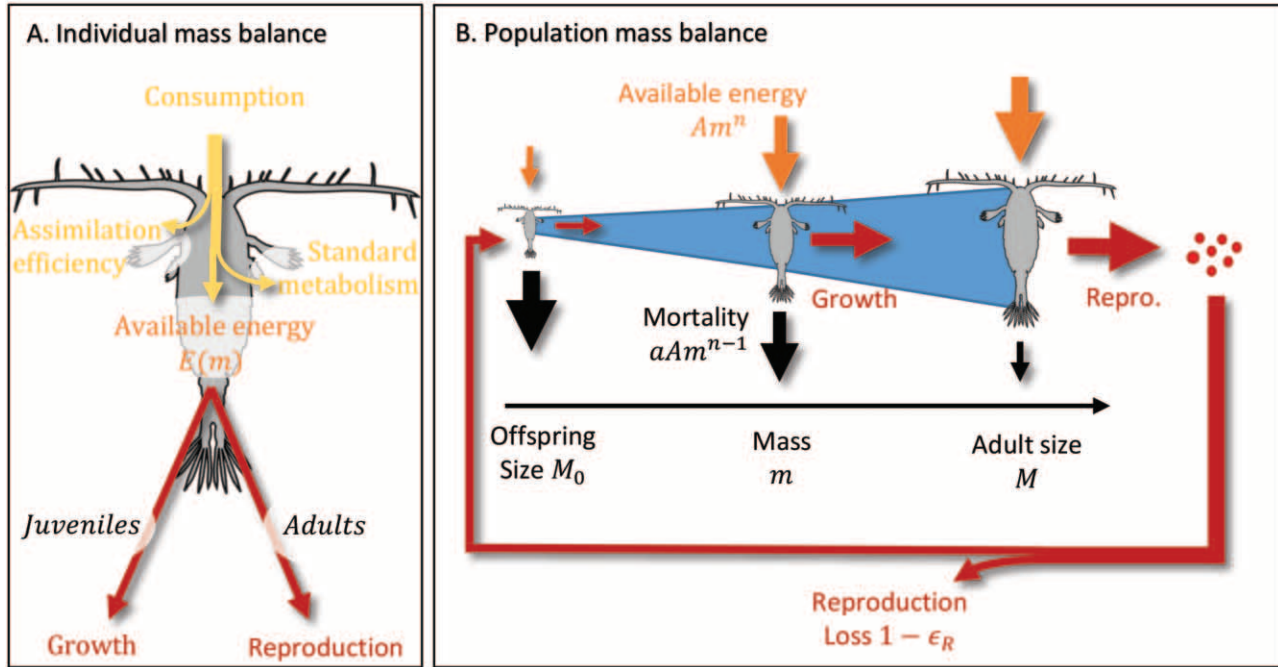 A. Individual mass balance
Consumption
Assimilation
efficiency
Standard
metabolism
Available energy
E(m)
Juveniles
Adults
Growth
Reproduction
B. Population mass balance
Available energy
Am^n
Growth
Repro.
Mortality
aAm^{n-1}
Offspring
Size M_0
Mass
m
Adult size
M
Reproduction
Loss 1 − ϵ_R